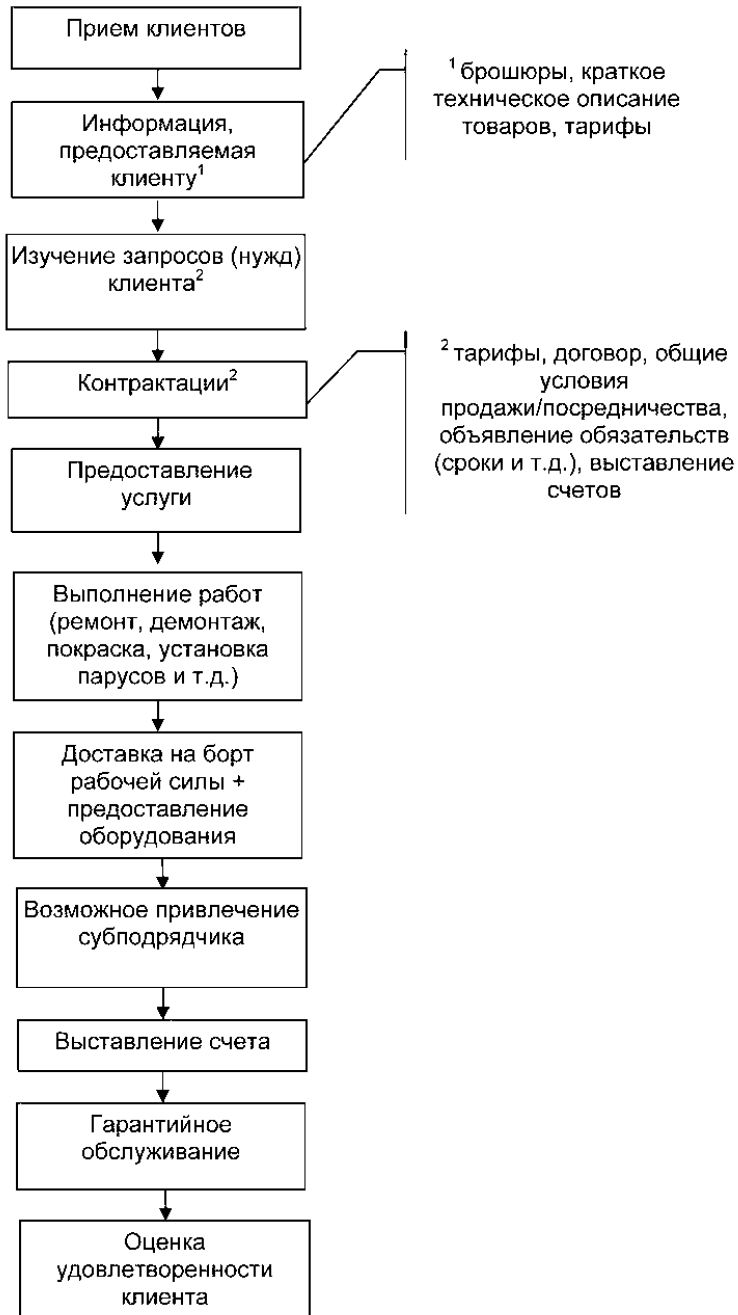 Прием клиентов
Информация,
предоставляемая
клиенту¹
¹ брошюры, краткое
техническое описание
товаров, тарифы
Изучение запросов (нужд)
клиента²
Контрактации²
² тарифы, договор, общие
условия
продажи/посредничества,
объявление обязательств
(сроки и т.д.), выставление
счетов
Предоставление
услуги
Выполнение работ
(ремонт, демонтаж,
покраска, установка
парусов и т.д.)
Доставка на борт
рабочей силы +
предоставление
оборудования
Возможное привлечение
субподрядчика
Выставление счета
Гарантийное
обслуживание
Оценка
удовлетворенности
клиента